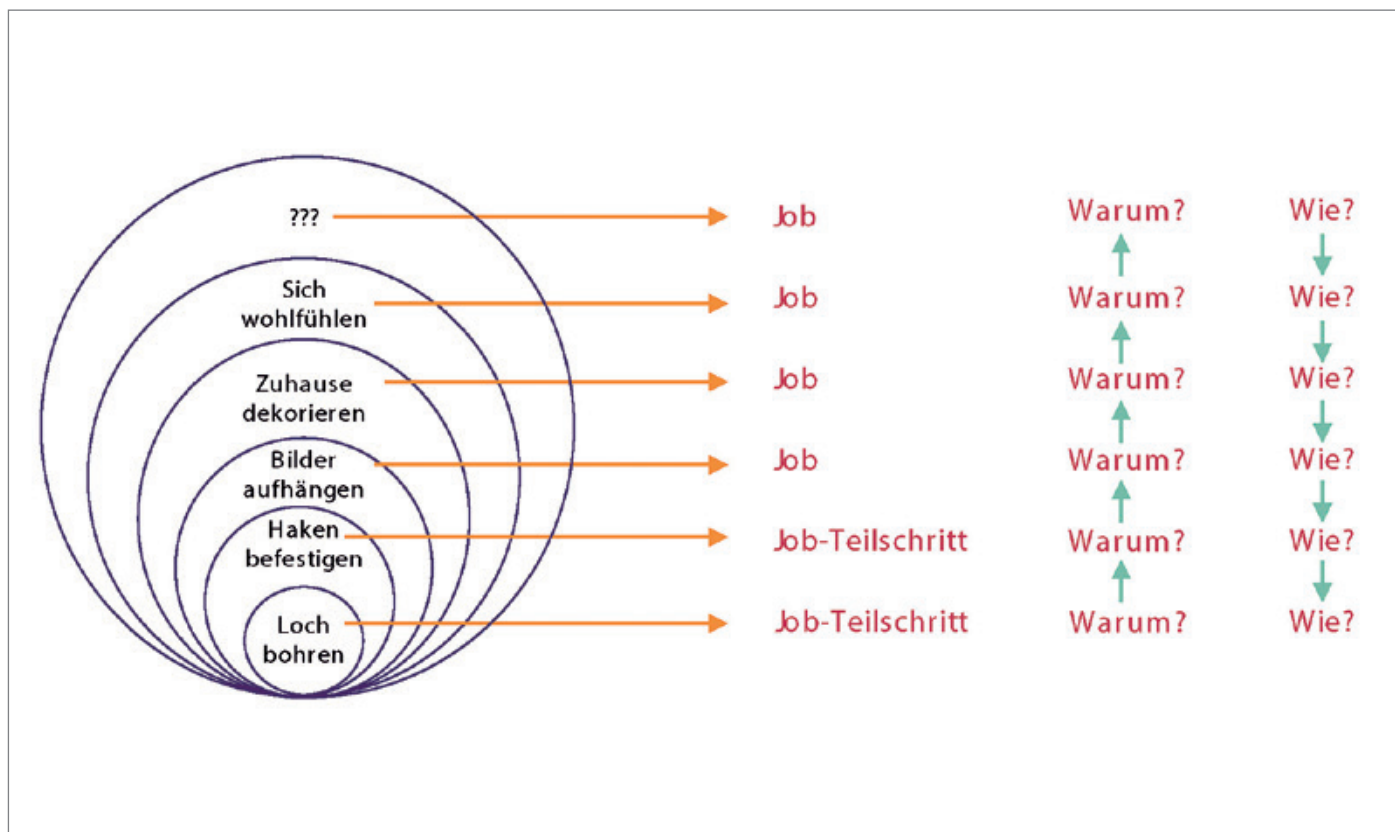 ??? Job Warum? Wie?
Sich
wohlfühlen
Job Warum? Wie?
Zuhause
dekorieren
Job Warum? Wie?
Bilder
aufhängen
Job Warum? Wie?
Haken
befestigen
Job-Teilschritt Warum? Wie?
Loch
bohren
Job-Teilschritt Warum? Wie?